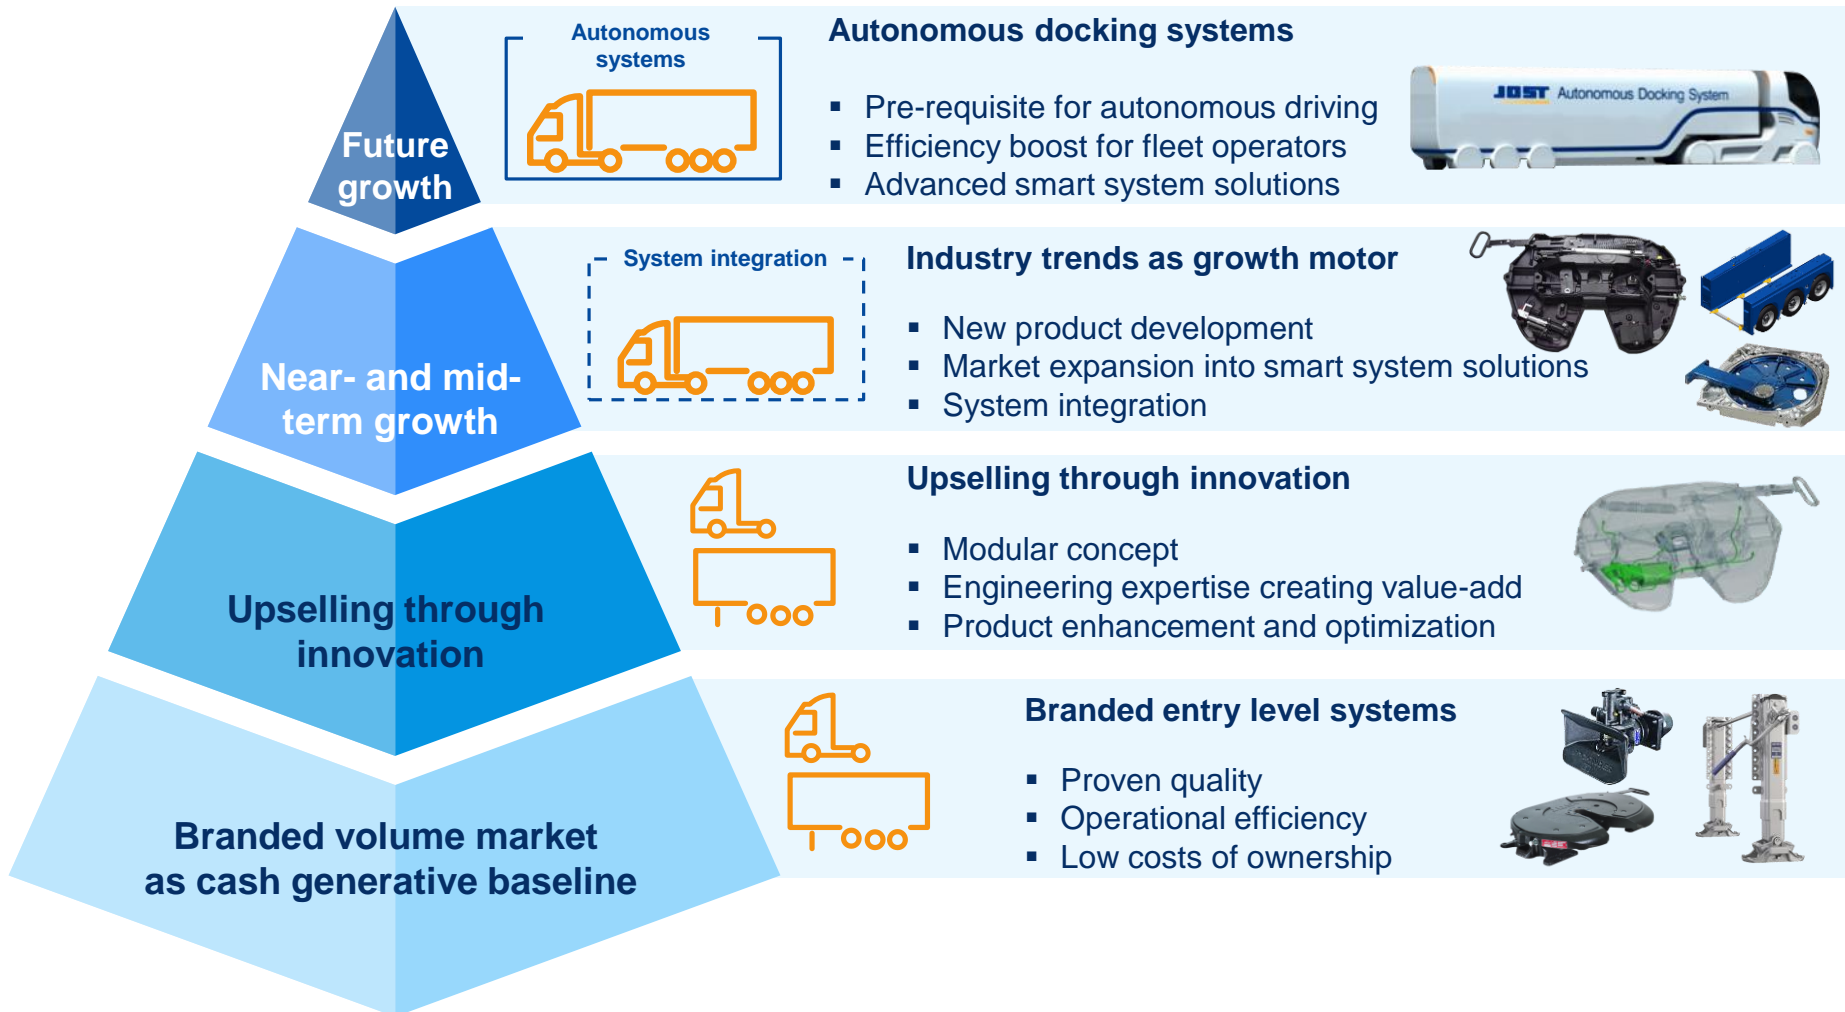 Future
growth
Autonomous
systems
Autonomous docking systems
▪ Pre-requisite for autonomous driving
▪ Efficiency boost for fleet operators
▪ Advanced smart system solutions
JOST Autonomous Docking System
Near- and mid-
term growth
System integration
Industry trends as growth motor
▪ New product development
▪ Market expansion into smart system solutions
▪ System integration
Upselling through
innovation
Upselling through innovation
▪ Modular concept
▪ Engineering expertise creating value-add
▪ Product enhancement and optimization
Branded volume market
as cash generative baseline
Branded entry level systems
▪ Proven quality
▪ Operational efficiency
▪ Low costs of ownership